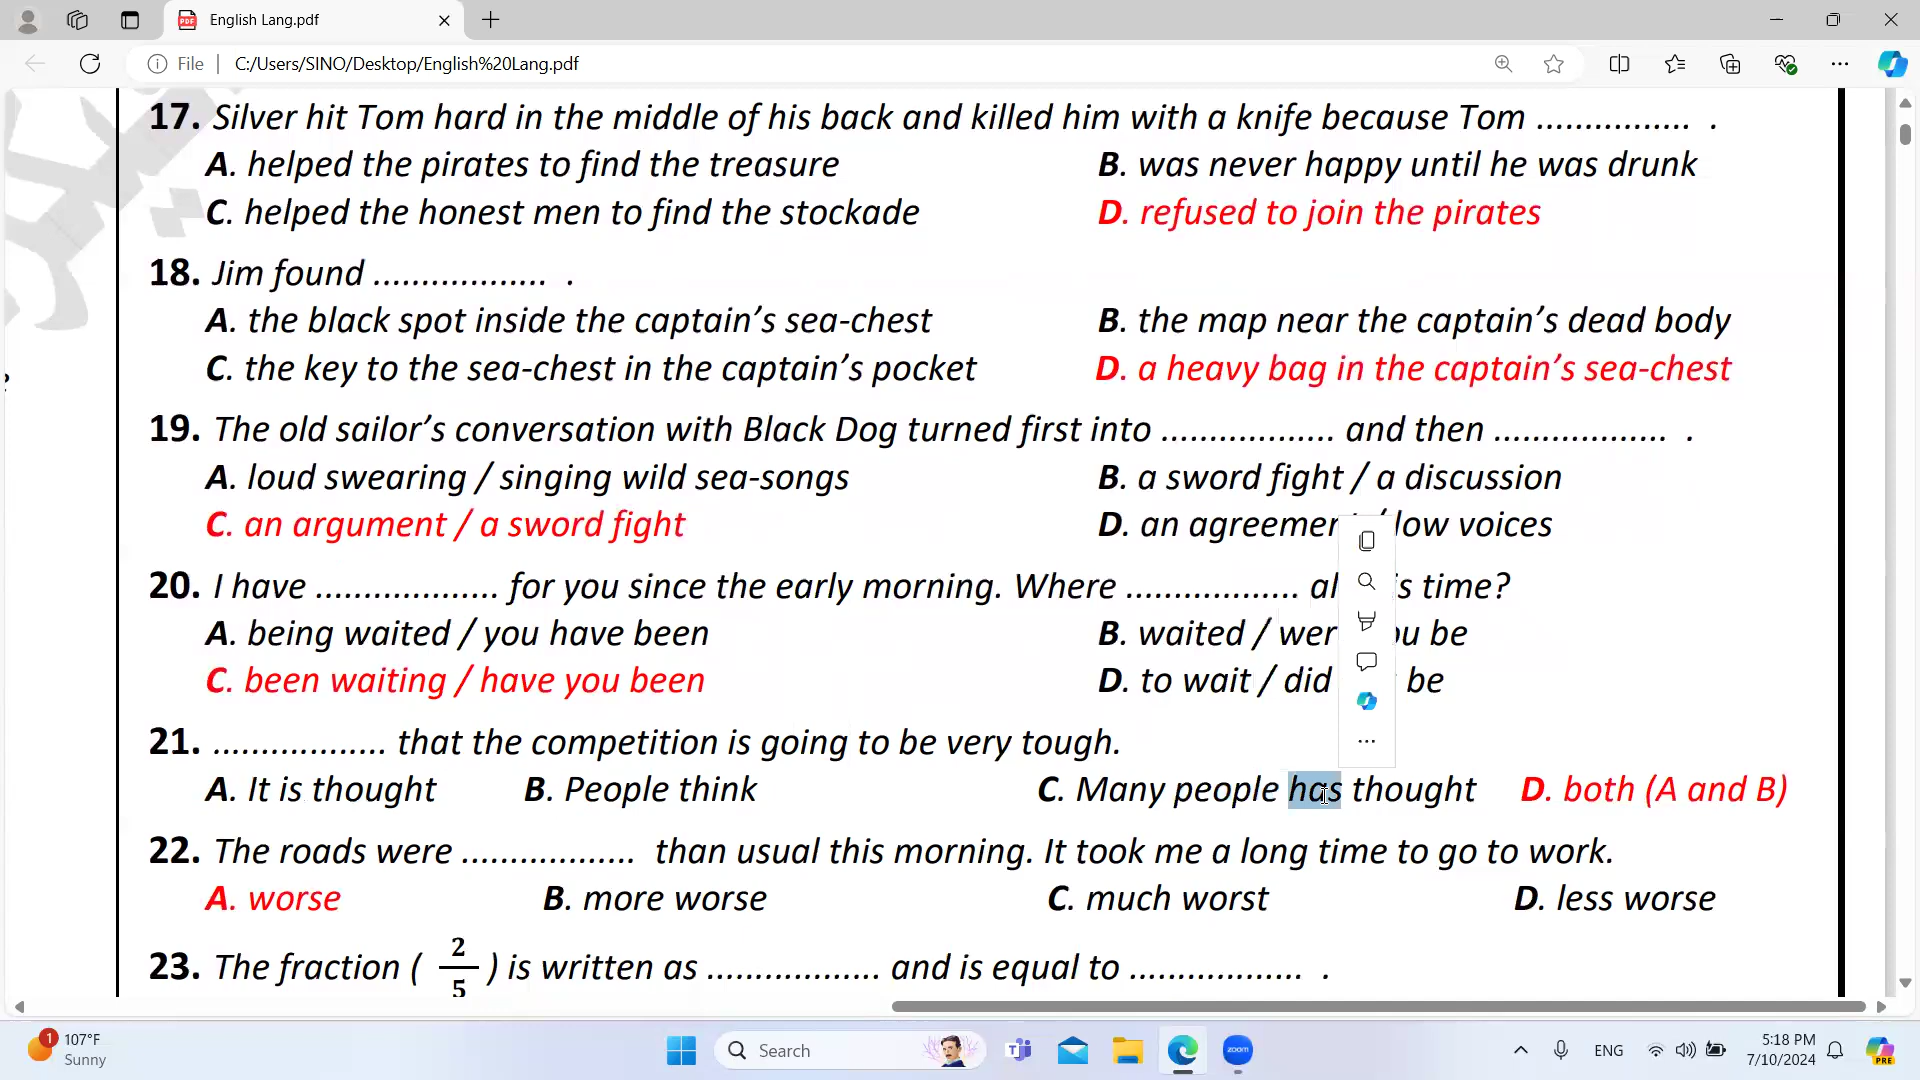 English Lang.pdf
File
C:/Users/SINO/Desktop/English%20Lang.pdf
17. Silver hit Tom hard in the middle of his back and killed him with a knife because Tom ................ .
A. helped the pirates to find the treasure B. was never happy until he was drunk
C. helped the honest men to find the stockade D. refused to join the pirates
18. Jim found .................. .
A. the black spot inside the captain’s sea-chest B. the map near the captain’s dead body
C. the key to the sea-chest in the captain’s pocket D. a heavy bag in the captain’s sea-chest
19. The old sailor’s conversation with Black Dog turned first into .................. and then .................. .
A. loud swearing / singing wild sea-songs B. a sword fight / a discussion
C. an argument / a sword fight D. an agreement / low voices
20. I have ................... for you since the early morning. Where .................. al is time?
A. being waited / you have been B. waited / wer ou be
C. been waiting / have you been D. to wait / did be
21. .................. that the competition is going to be very tough.
A. It is thought B. People think C. Many people has thought D. both (A and B)
22. The roads were .................. than usual this morning. It took me a long time to go to work.
A. worse B. more worse C. much worst D. less worse
23. The fraction ( 2/5 ) is written as .................. and is equal to .................. .
1
107°F
Sunny
Search
zoom
ENG
5:18 PM
7/10/2024
PRE